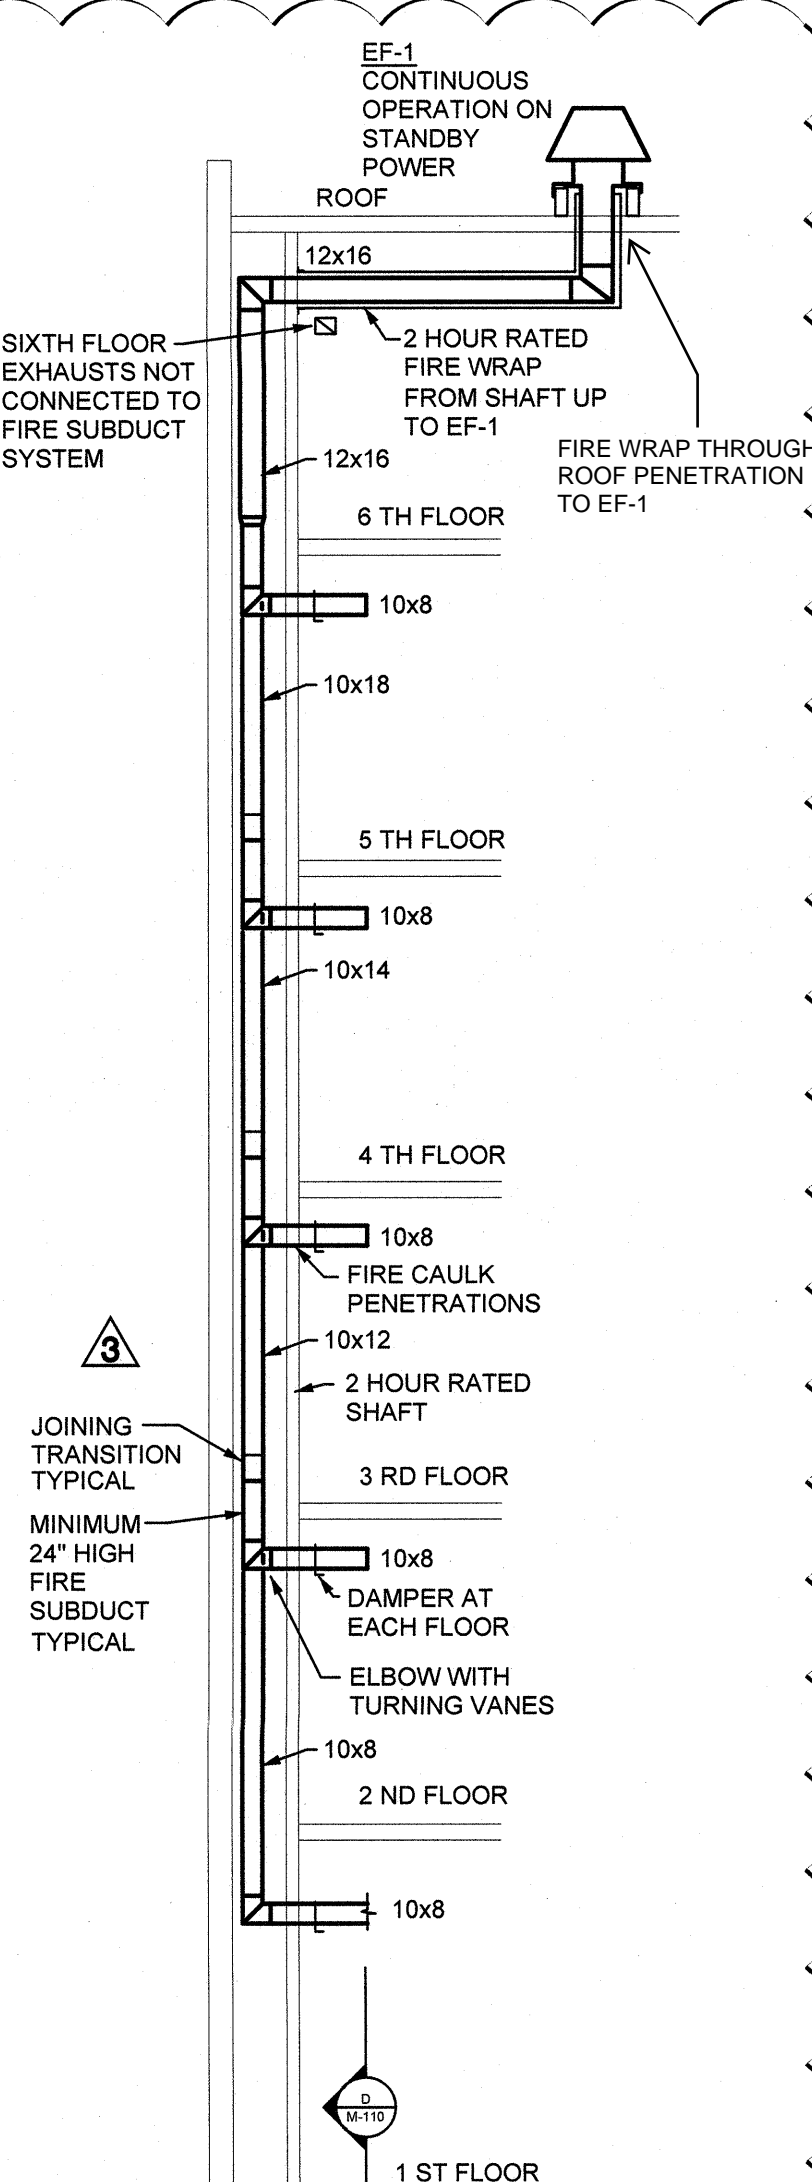 EF-1
CONTINUOUS
OPERATION ON
STANDBY
POWER
ROOF
12x16
SIXTH FLOOR
EXHAUSTS NOT
CONNECTED TO
FIRE SUBDUCT
SYSTEM
2 HOUR RATED
FIRE WRAP
FROM SHAFT UP
TO EF-1
FIRE WRAP THROUGH
ROOF PENETRATION
TO EF-1
12x16
6 TH FLOOR
10x8
10x18
5 TH FLOOR
10x8
10x14
4 TH FLOOR
10x8
FIRE CAULK
PENETRATIONS
3
10x12
2 HOUR RATED
SHAFT
JOINING
TRANSITION
TYPICAL
3 RD FLOOR
MINIMUM
24" HIGH
FIRE
SUBDUCT
TYPICAL
10x8
DAMPER AT
EACH FLOOR
ELBOW WITH
TURNING VANES
10x8
2 ND FLOOR
10x8
D
M-110
1 ST FLOOR